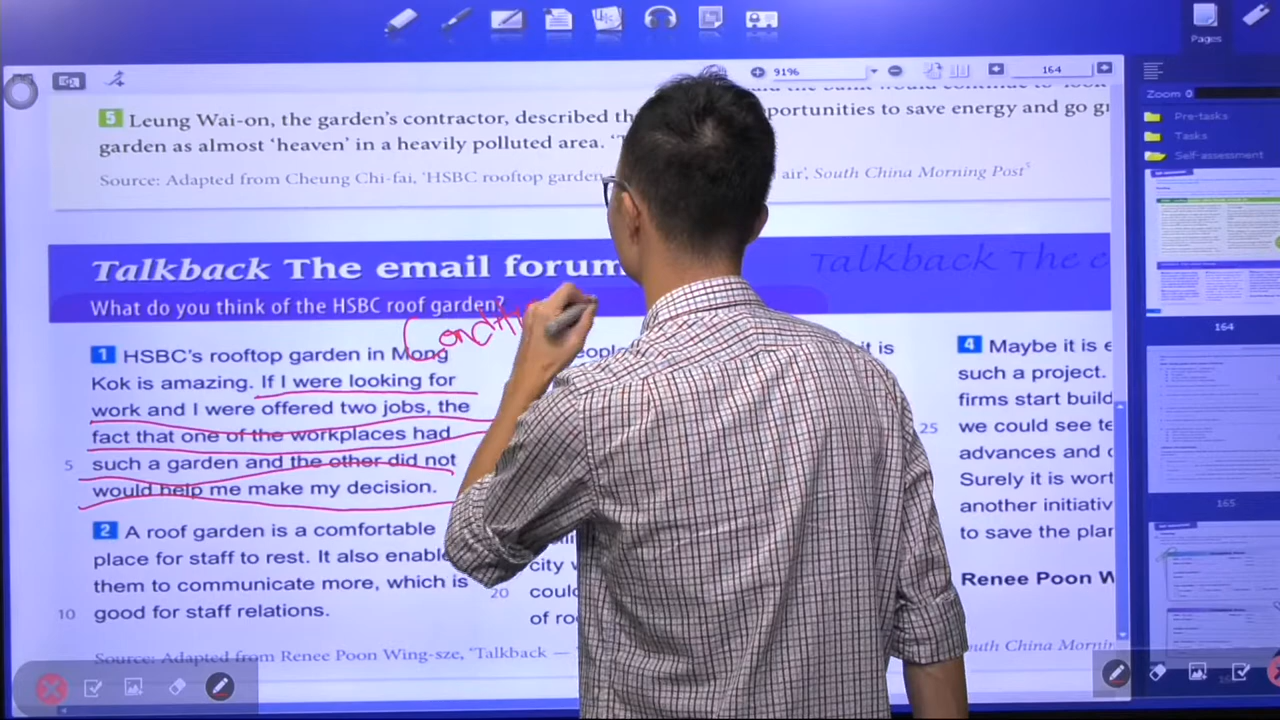 Pages
91%
164
Zoom 0
Pre-tasks
Tasks
Self-assessment
5 Leung Wai-on, the garden's contractor, described th
portunities to save energy and go gr
garden as almost 'heaven' in a heavily polluted area.
Source: Adapted from Cheung Chi-fai, 'HSBC rooftop garden
air', South China Morning Post5
Talkback The email forum
Talkback The e
What do you think of the HSBC roof garden?
1 HSBC's rooftop garden in Mong
Kok is amazing. If I were looking for
work and I were offered two jobs, the
fact that one of the workplaces had
5 such a garden and the other did not
would help me make my decision.
2 A roof garden is a comfortable
place for staff to rest. It also enable
them to communicate more, which is
10 good for staff relations.
it is
20 city w
coul
of ro
25
4 Maybe it is e
such a project.
firms start build
we could see te
advances and
Surely it is wort
another initiativ
to save the plan
Renee Poon W
Source: Adapted from Renee Poon Wing-sze, 'Talkback —
uth China Morning
164
165